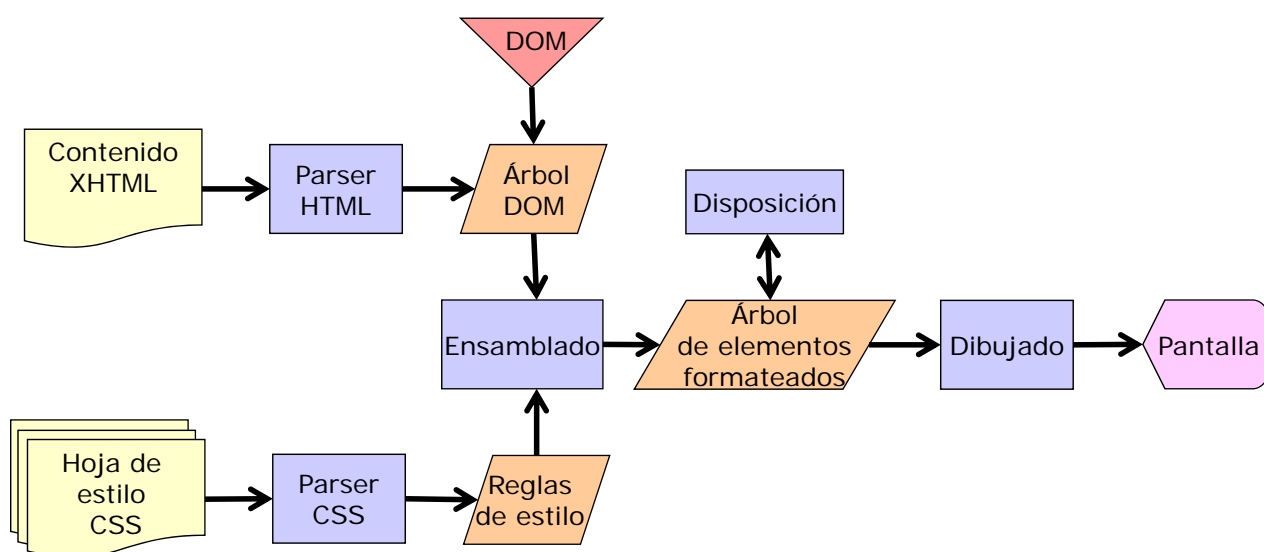 DOM
Contenido
XHTML
Parser
HTML
Árbol
DOM
Disposición
Ensamblado
Árbol
de elementos
formateados
Dibujado
Pantalla
Hoja de
estilo
CSS
Parser
CSS
Reglas
de estilo